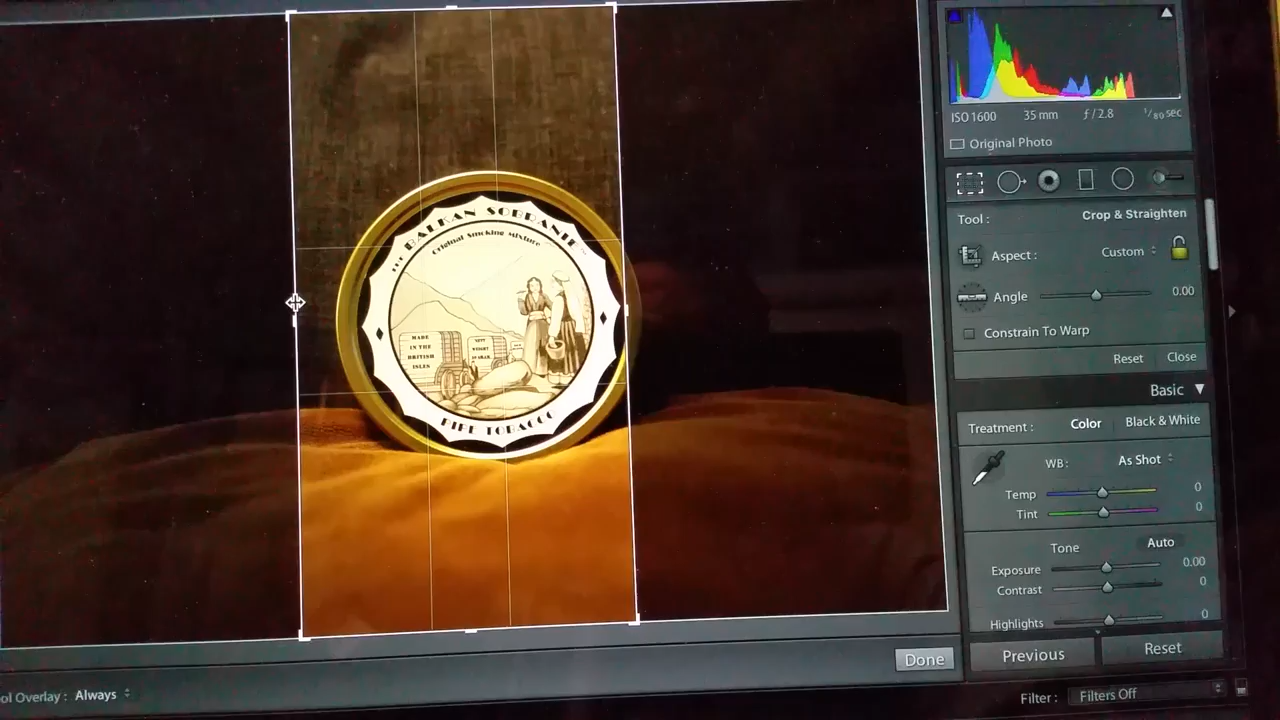 ISO 1600 35 mm ƒ/2.8 1/80 sec
Original Photo
Tool : Crop & Straighten
Aspect : Custom
Angle 0.00
Constrain To Warp
Reset Close
Basic
Treatment : Color Black & White
WB: As Shot
Temp 0
Tint 0
Tone Auto
Exposure 0.00
Contrast 0
Highlights 0
Previous Reset
THE BALKAN SOBRANIE
Original Smoking Mixture
MADE
IN THE
BRITISH
ISLES
NETT
WEIGHT
PIPE TOBACCO
Done
ol Overlay : Always
Filter : Filters Off